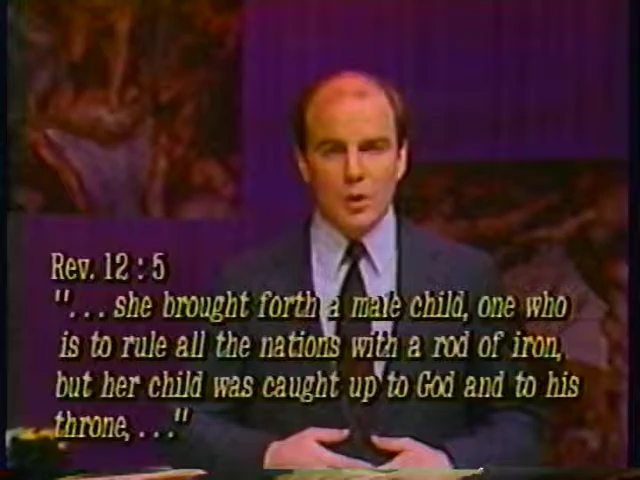 Rev. 12 : 5
"... she brought forth a male child, one who
is to rule all the nations with a rod of iron,
but her child was caught up to God and to his
throne, ..."